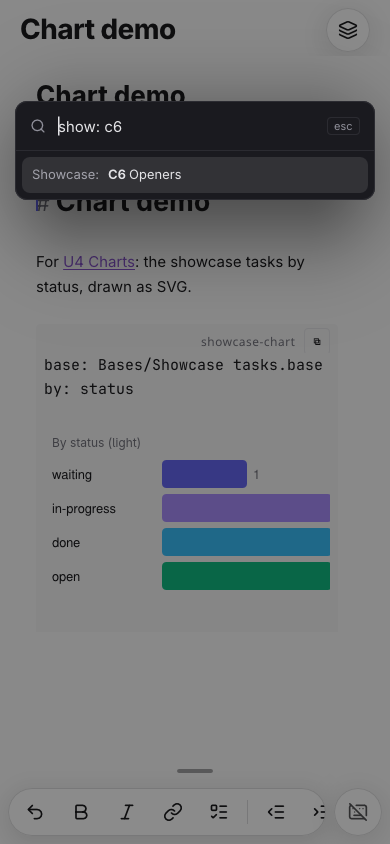 Chart demo
Chart demo
show: c6
esc
Showcase: C6 Openers
# Chart demo
For U4 Charts: the showcase tasks by
status, drawn as SVG.
showcase-chart
base: Bases/Showcase tasks.base
by: status
By status (light)
waiting 1
in-progress
done
open